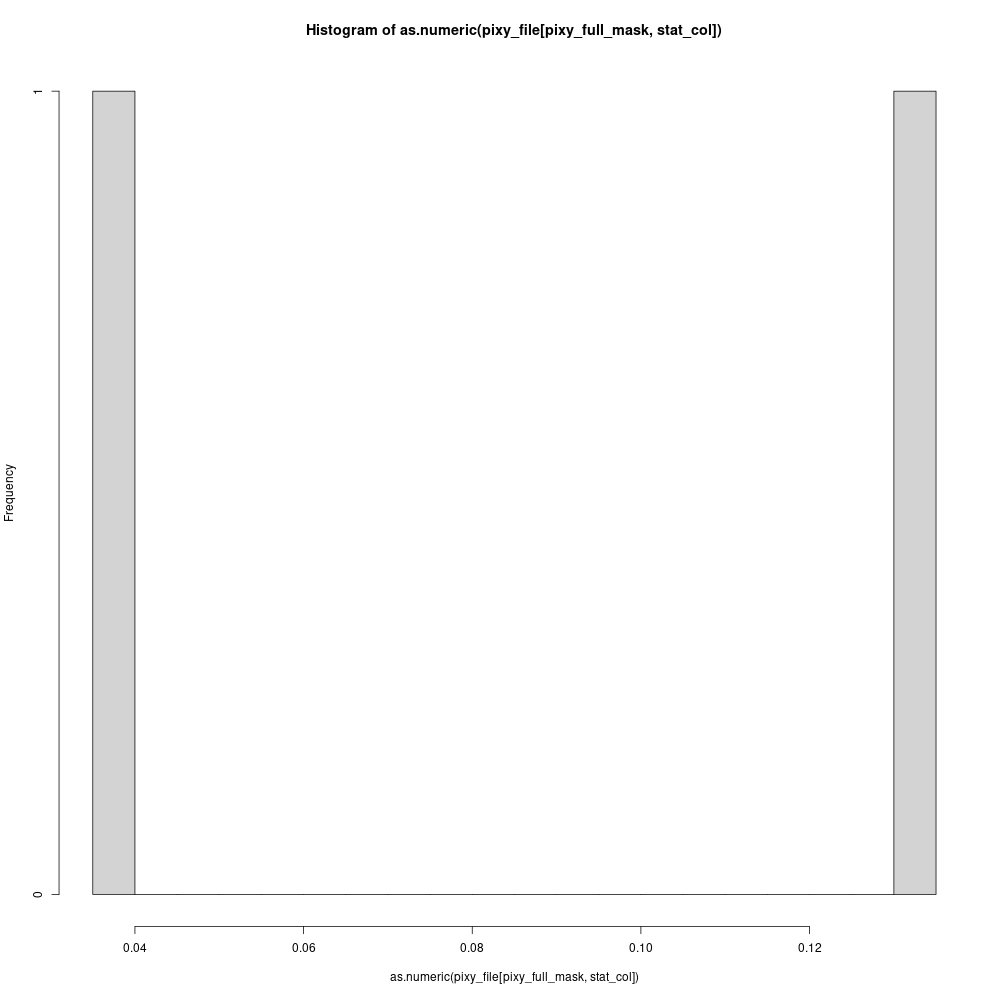 Histogram of as.numeric(pixy_file[pixy_full_mask, stat_col])
1
Frequency
0
0.04 0.06 0.08 0.10 0.12
as.numeric(pixy_file[pixy_full_mask, stat_col])